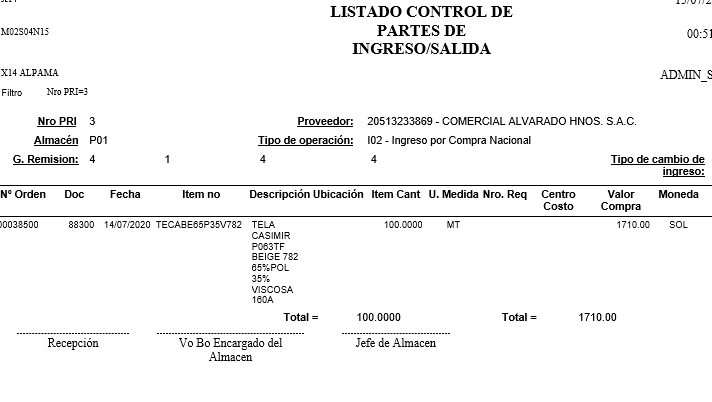 LISTADO CONTROL DE
PARTES DE
INGRESO/SALIDA
M02S04N15
00:51
X14 ALPAMA
ADMIN_S
Filtro Nro PRI=3
Nro PRI 3 Proveedor: 20513233869 - COMERCIAL ALVARADO HNOS. S.A.C.
Almacén P01 Tipo de operación: I02 - Ingreso por Compra Nacional
G. Remision: 4 1 4 4 Tipo de cambio de
ingreso:
Nº Orden Doc Fecha Item no Descripción Ubicación Item Cant U. Medida Nro. Req Centro Valor Moneda
Costo Compra
00038500 88300 14/07/2020 TECABE65P35V782 TELA 100.0000 MT 1710.00 SOL
CASIMIR
P063TF
BEIGE 782
65%POL
35%
VISCOSA
160A
Total = 100.0000 Total = 1710.00
Recepción Vo Bo Encargado del Jefe de Almacen
Almacen